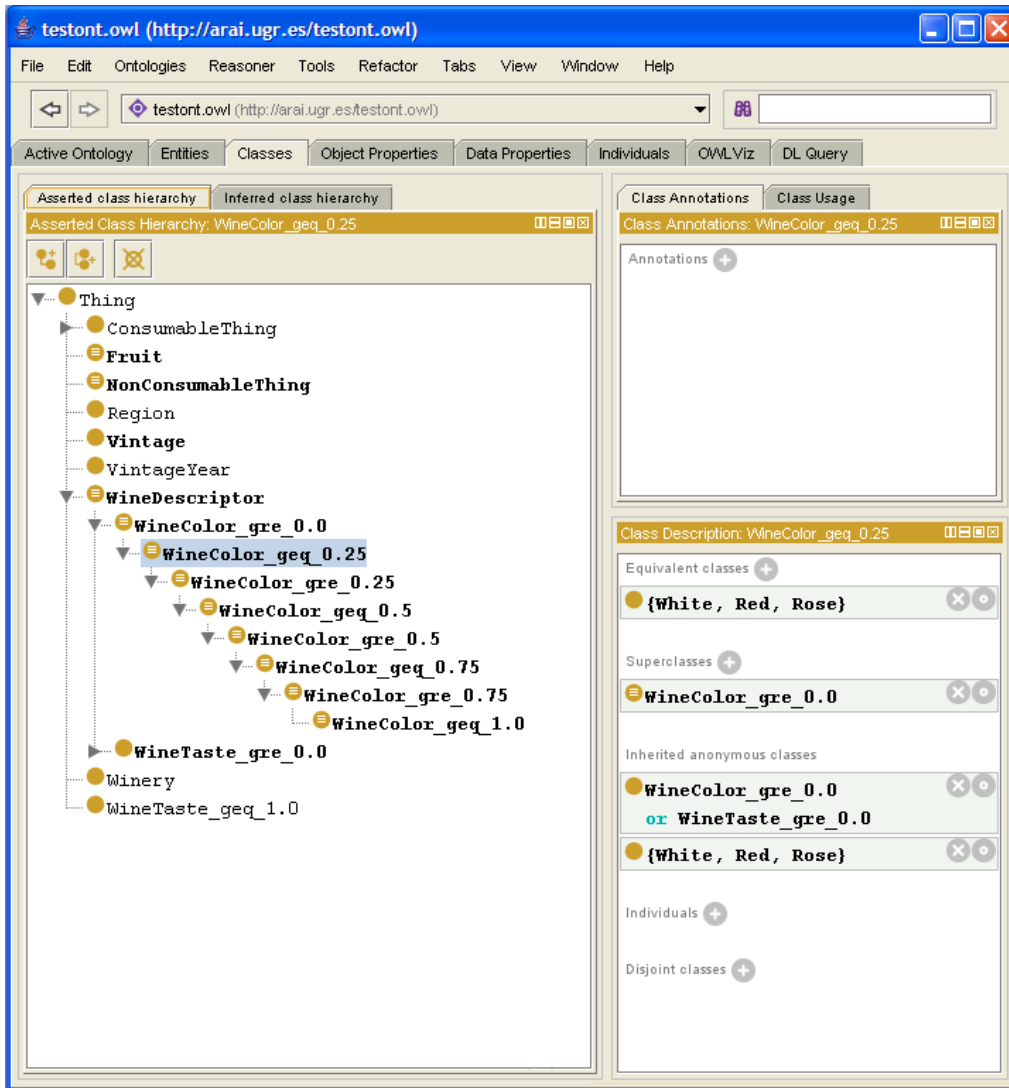 testont.owl (http://arai.ugr.es/testont.owl)
File Edit Ontologies Reasoner Tools Refactor Tabs View Window Help
testont.owl (http://arai.ugr.es/testont.owl)
Active Ontology Entities Classes Object Properties Data Properties Individuals OWLViz DL Query
Asserted class hierarchy Inferred class hierarchy
Asserted Class Hierarchy: WineColor_geq_0.25
Thing
ConsumableThing
Fruit
NonConsumableThing
Region
Vintage
VintageYear
WineDescriptor
WineColor_gre_0.0
WineColor_geq_0.25
WineColor_gre_0.25
WineColor_geq_0.5
WineColor_gre_0.5
WineColor_geq_0.75
WineColor_gre_0.75
WineColor_geq_1.0
WineTaste_gre_0.0
Winery
WineTaste_geq_1.0
Class Annotations Class Usage
Class Annotations: WineColor_geq_0.25
Annotations
Class Description: WineColor_geq_0.25
Equivalent classes
{White, Red, Rose}
Superclasses
WineColor_gre_0.0
Inherited anonymous classes
WineColor_gre_0.0
or WineTaste_gre_0.0
{White, Red, Rose}
Individuals
Disjoint classes